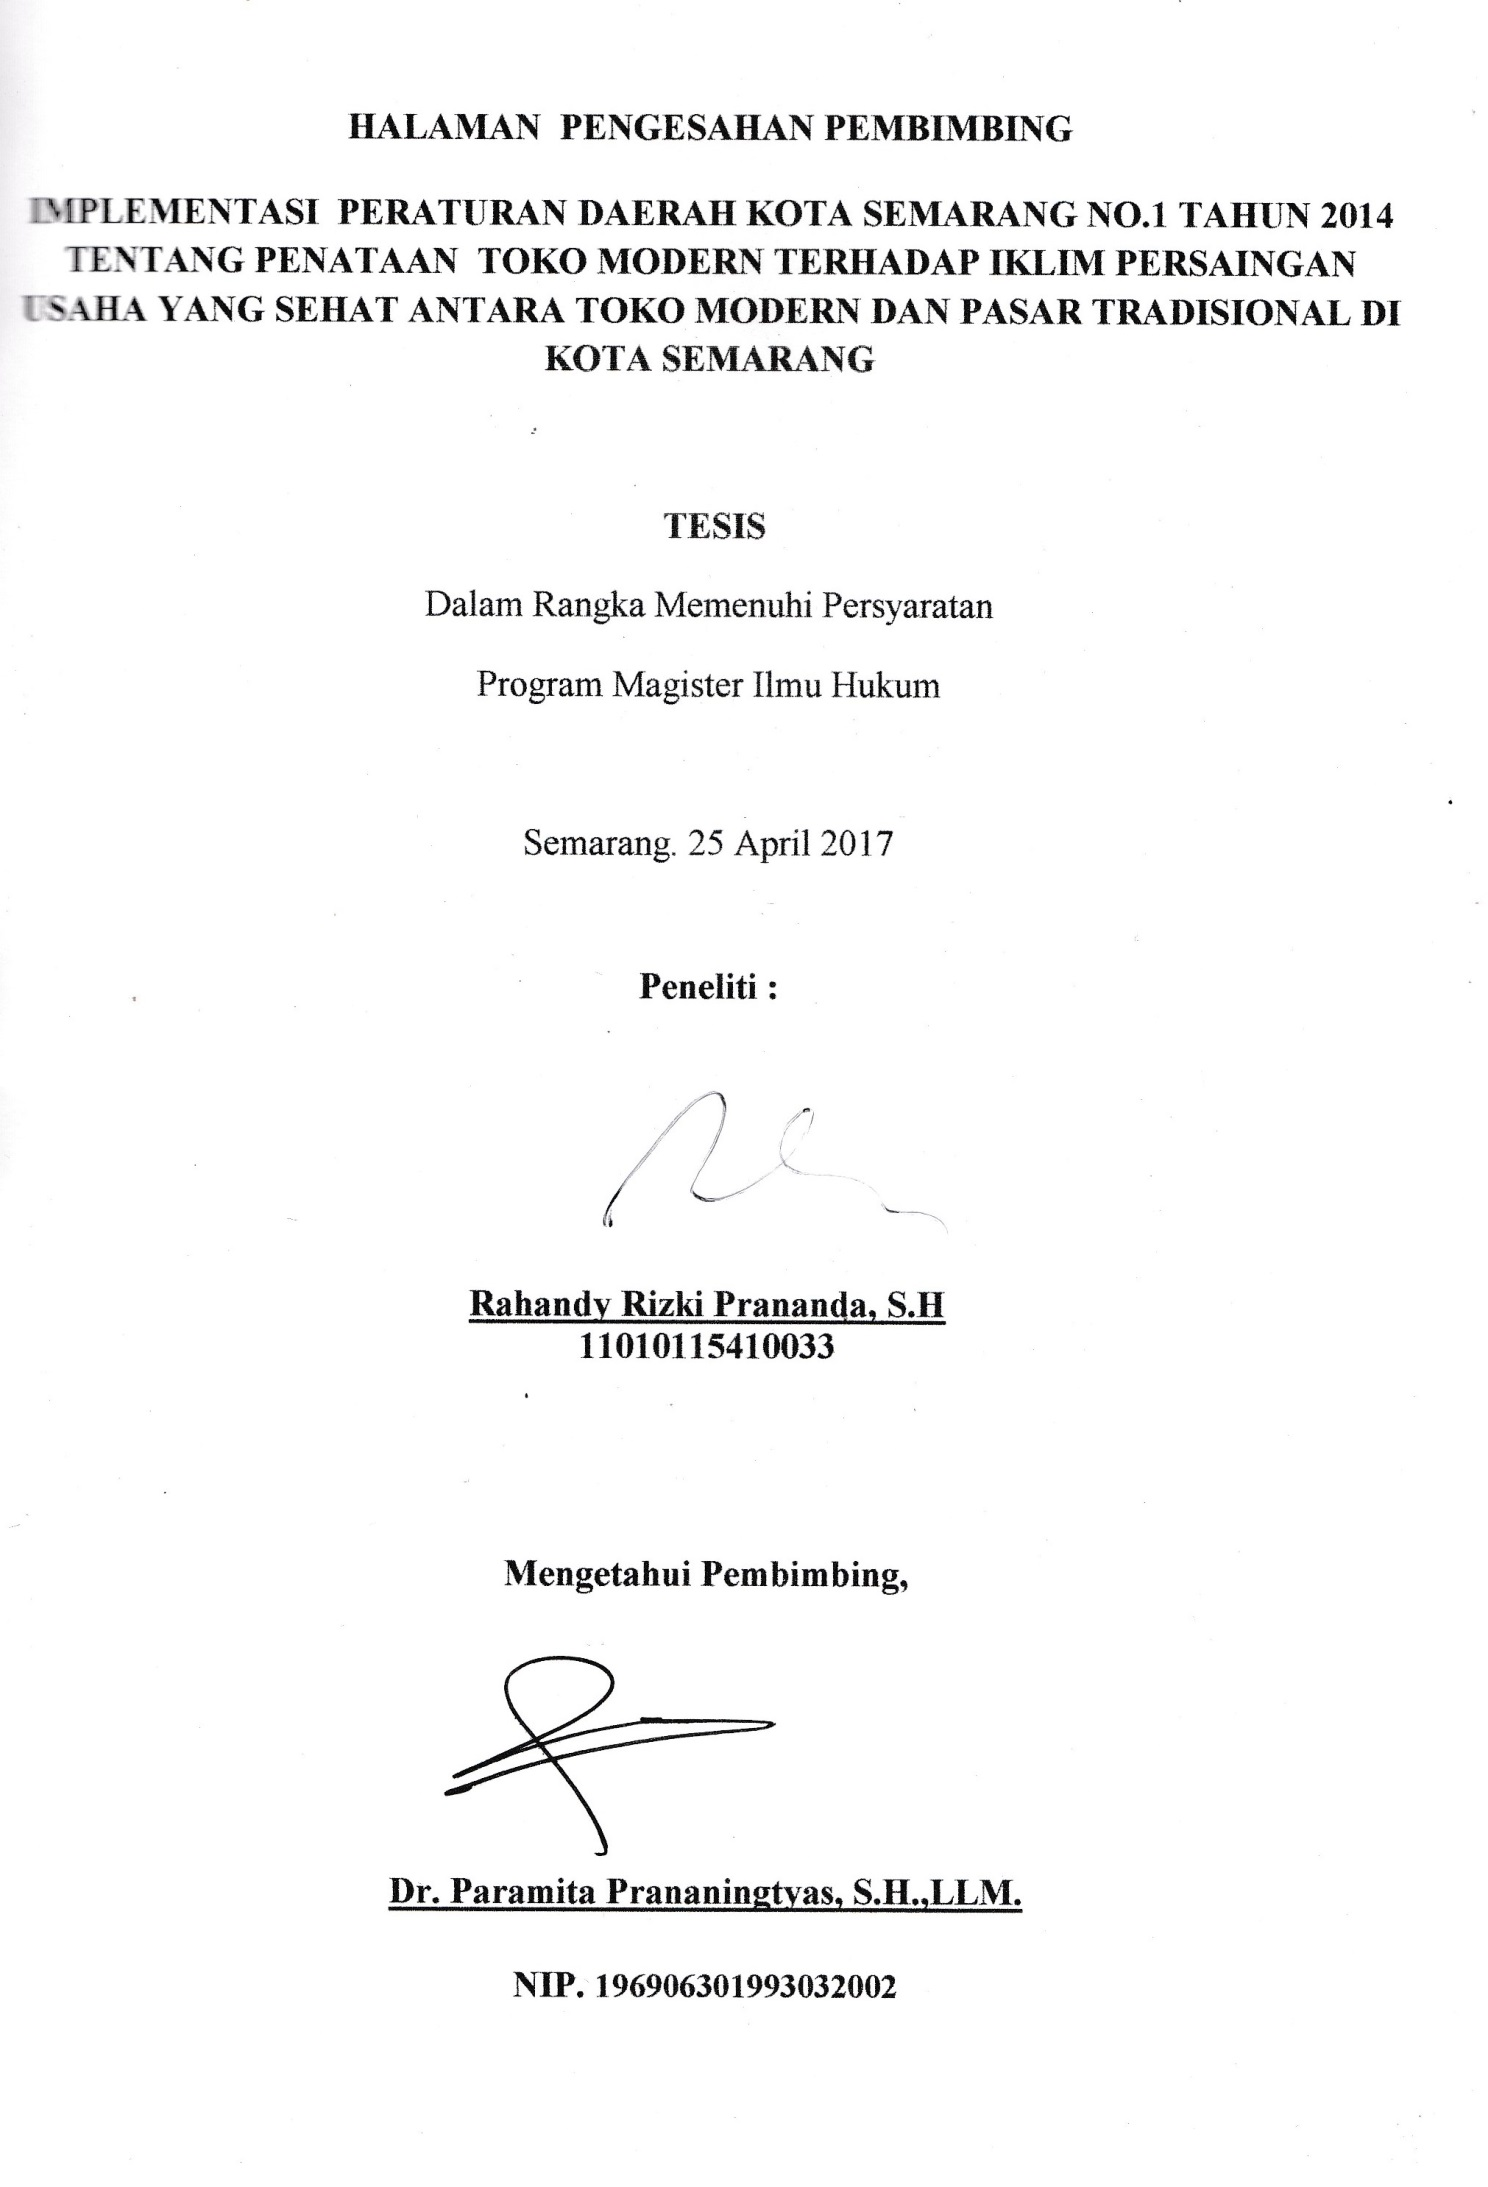 HALAMAN PENGESAHAN PEMBIMBING
IMPLEMENTASI PERATURAN DAERAH KOTA SEMARANG NO.1 TAHUN 2014
TENTANG PENATAAN TOKO MODERN TERHADAP IKLIM PERSAINGAN
USAHA YANG SEHAT ANTARA TOKO MODERN DAN PASAR TRADISIONAL DI
KOTA SEMARANG
TESIS
Dalam Rangka Memenuhi Persyaratan
Program Magister Ilmu Hukum
Semarang. 25 April 2017
Peneliti :
Rahandy Rizki Prananda, S.H
11010115410033
Mengetahui Pembimbing,
Dr. Paramita Prananingtyas, S.H.,LLM.
NIP. 196906301993032002